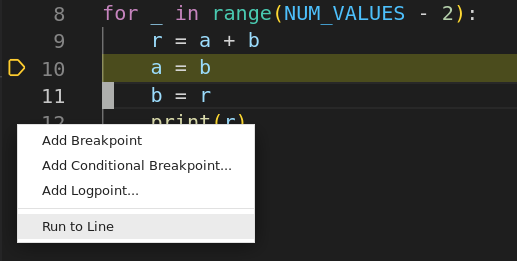 8 for _ in range(NUM_VALUES - 2):
9 r = a + b
10 a = b
11 b = r
12 print(r)
Add Breakpoint
Add Conditional Breakpoint...
Add Logpoint...
Run to Line